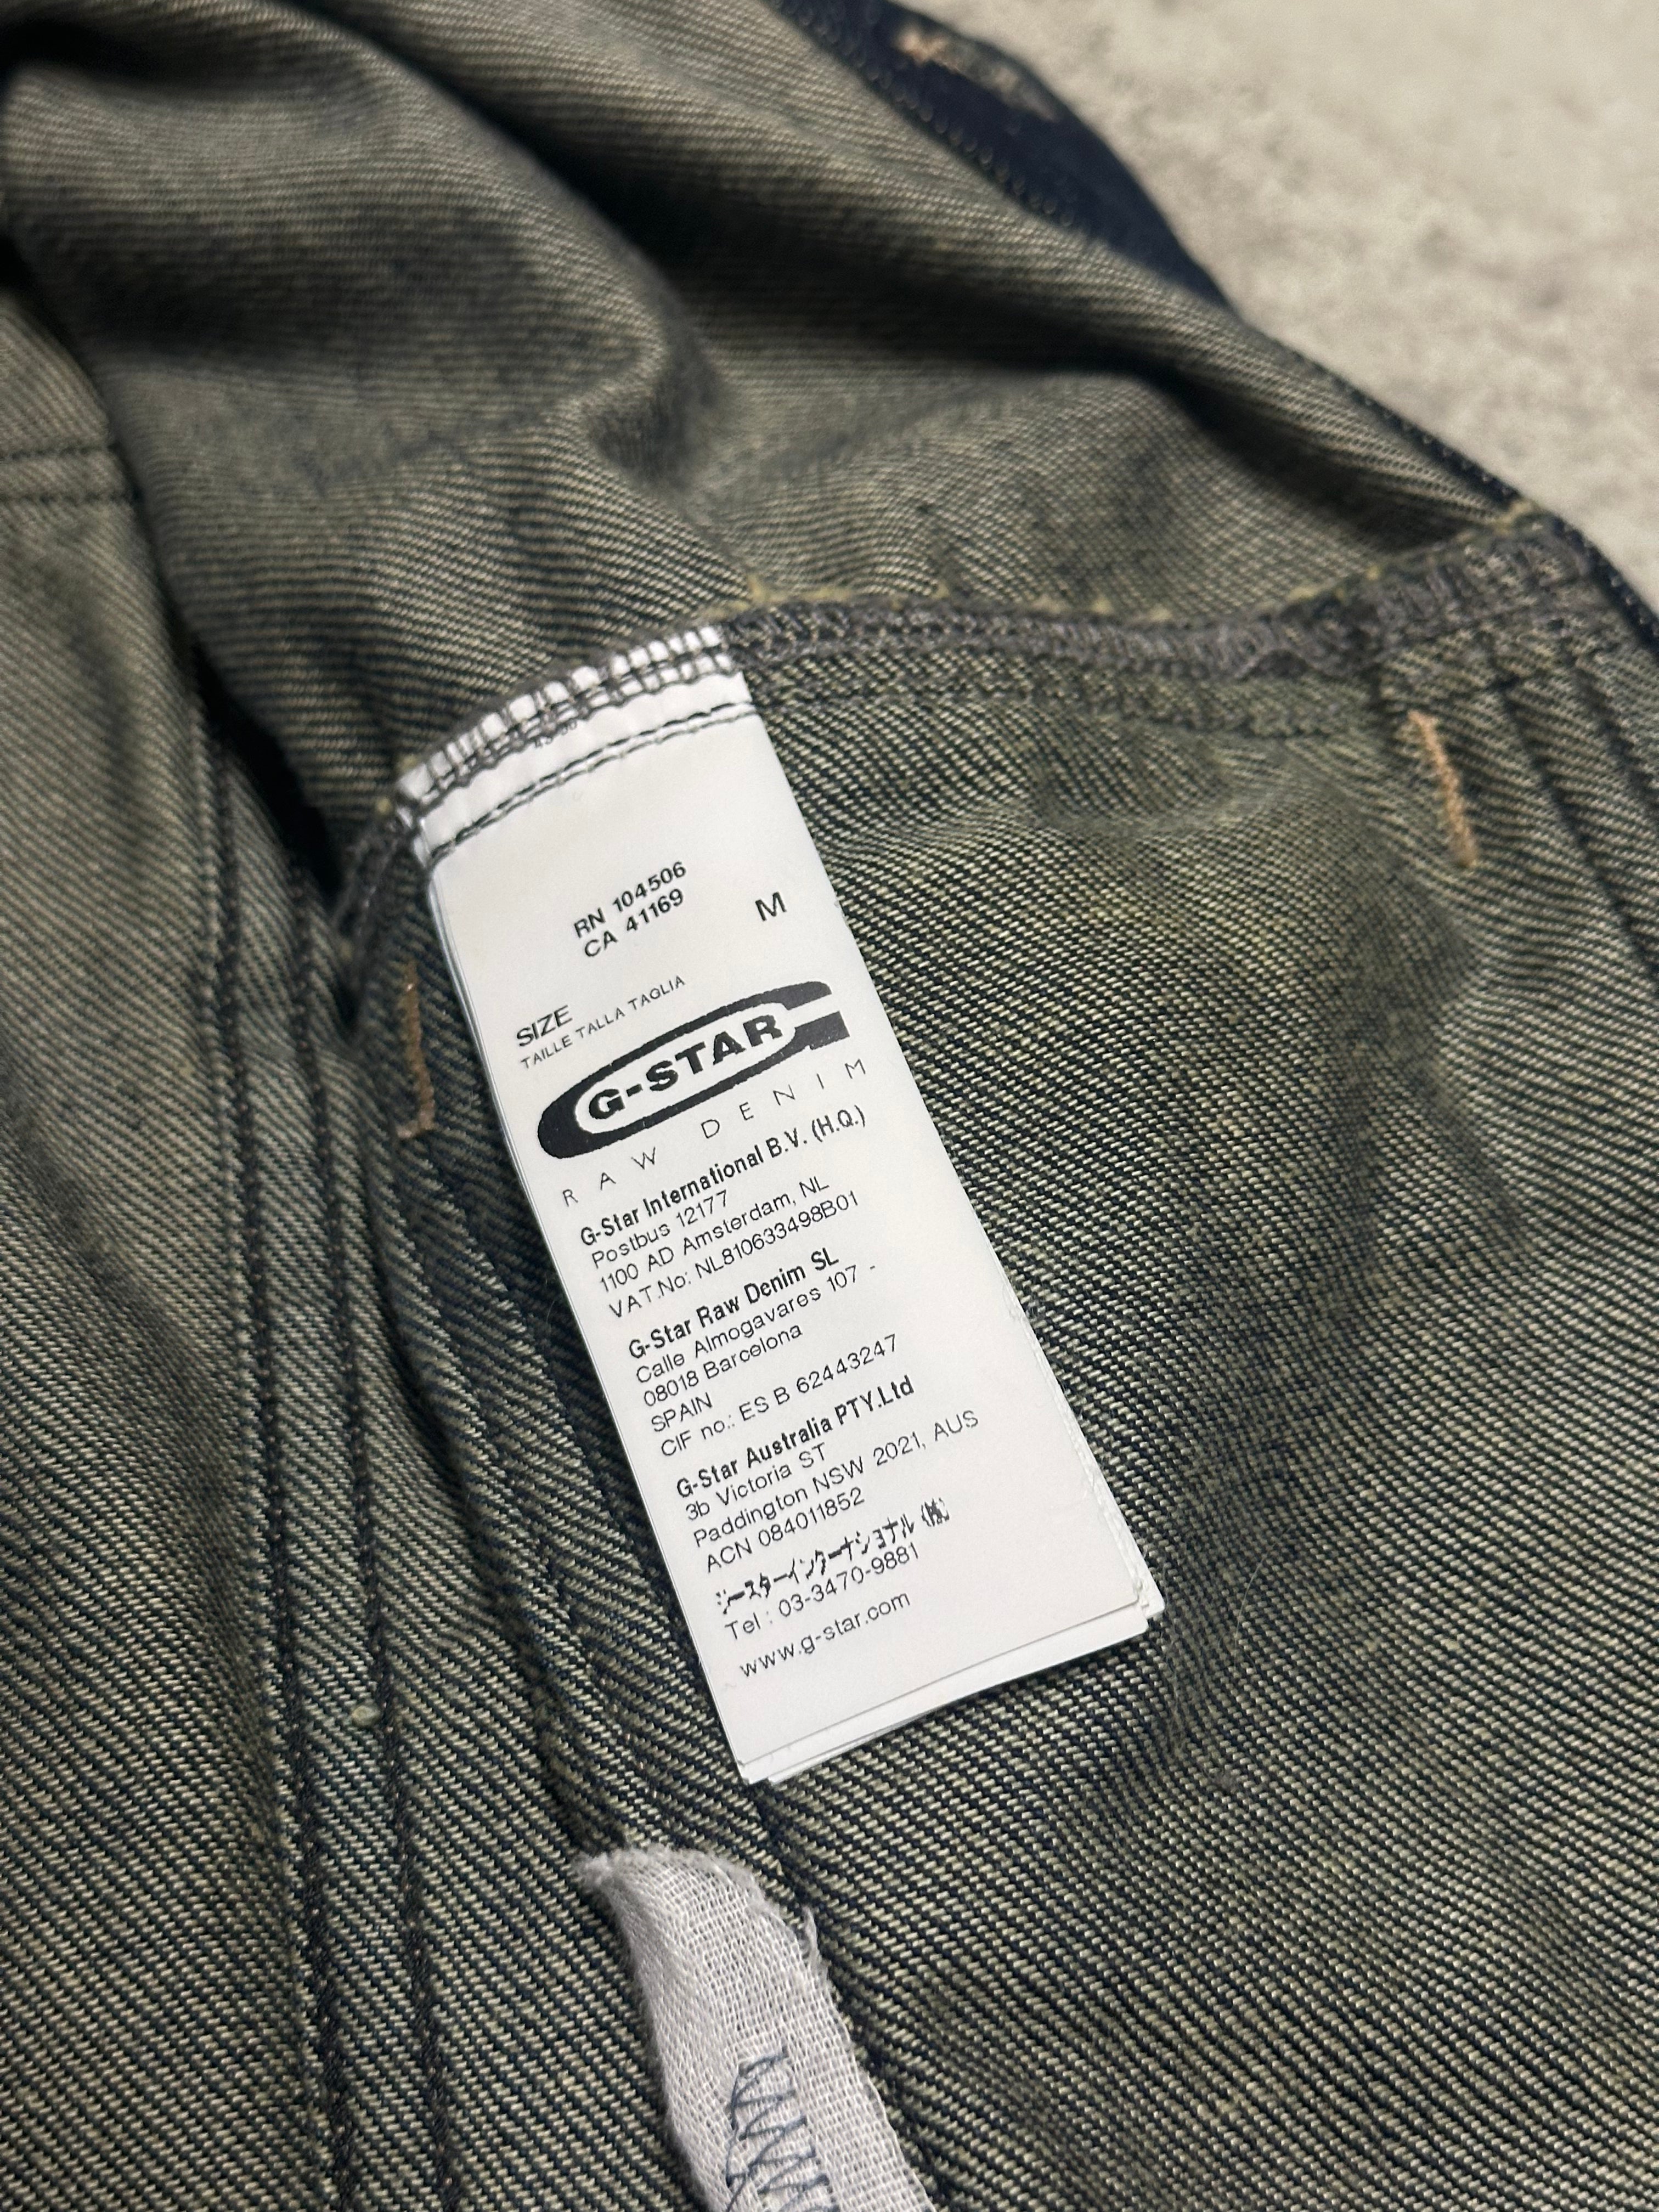 RN 104506
CA 41169
M
SIZE
TAILLE TALLA TAGLIA
G-STAR
RAW DENIM
G-Star International B.V. (H.Q.)
Postbus 12177
1100 AD Amsterdam, NL
VAT.No: NL810633498B01
G-Star Raw Denim SL
Calle Almogavares 107 -
08018 Barcelona
SPAIN
CIF no.: ES B 62443247
G-Star Australia PTY.Ltd
3b Victoria ST
Paddington NSW 2021, AUS
ACN 084011852
ジースターインターナショナル (株)
Tel : 03-3470-9881
www.g-star.com